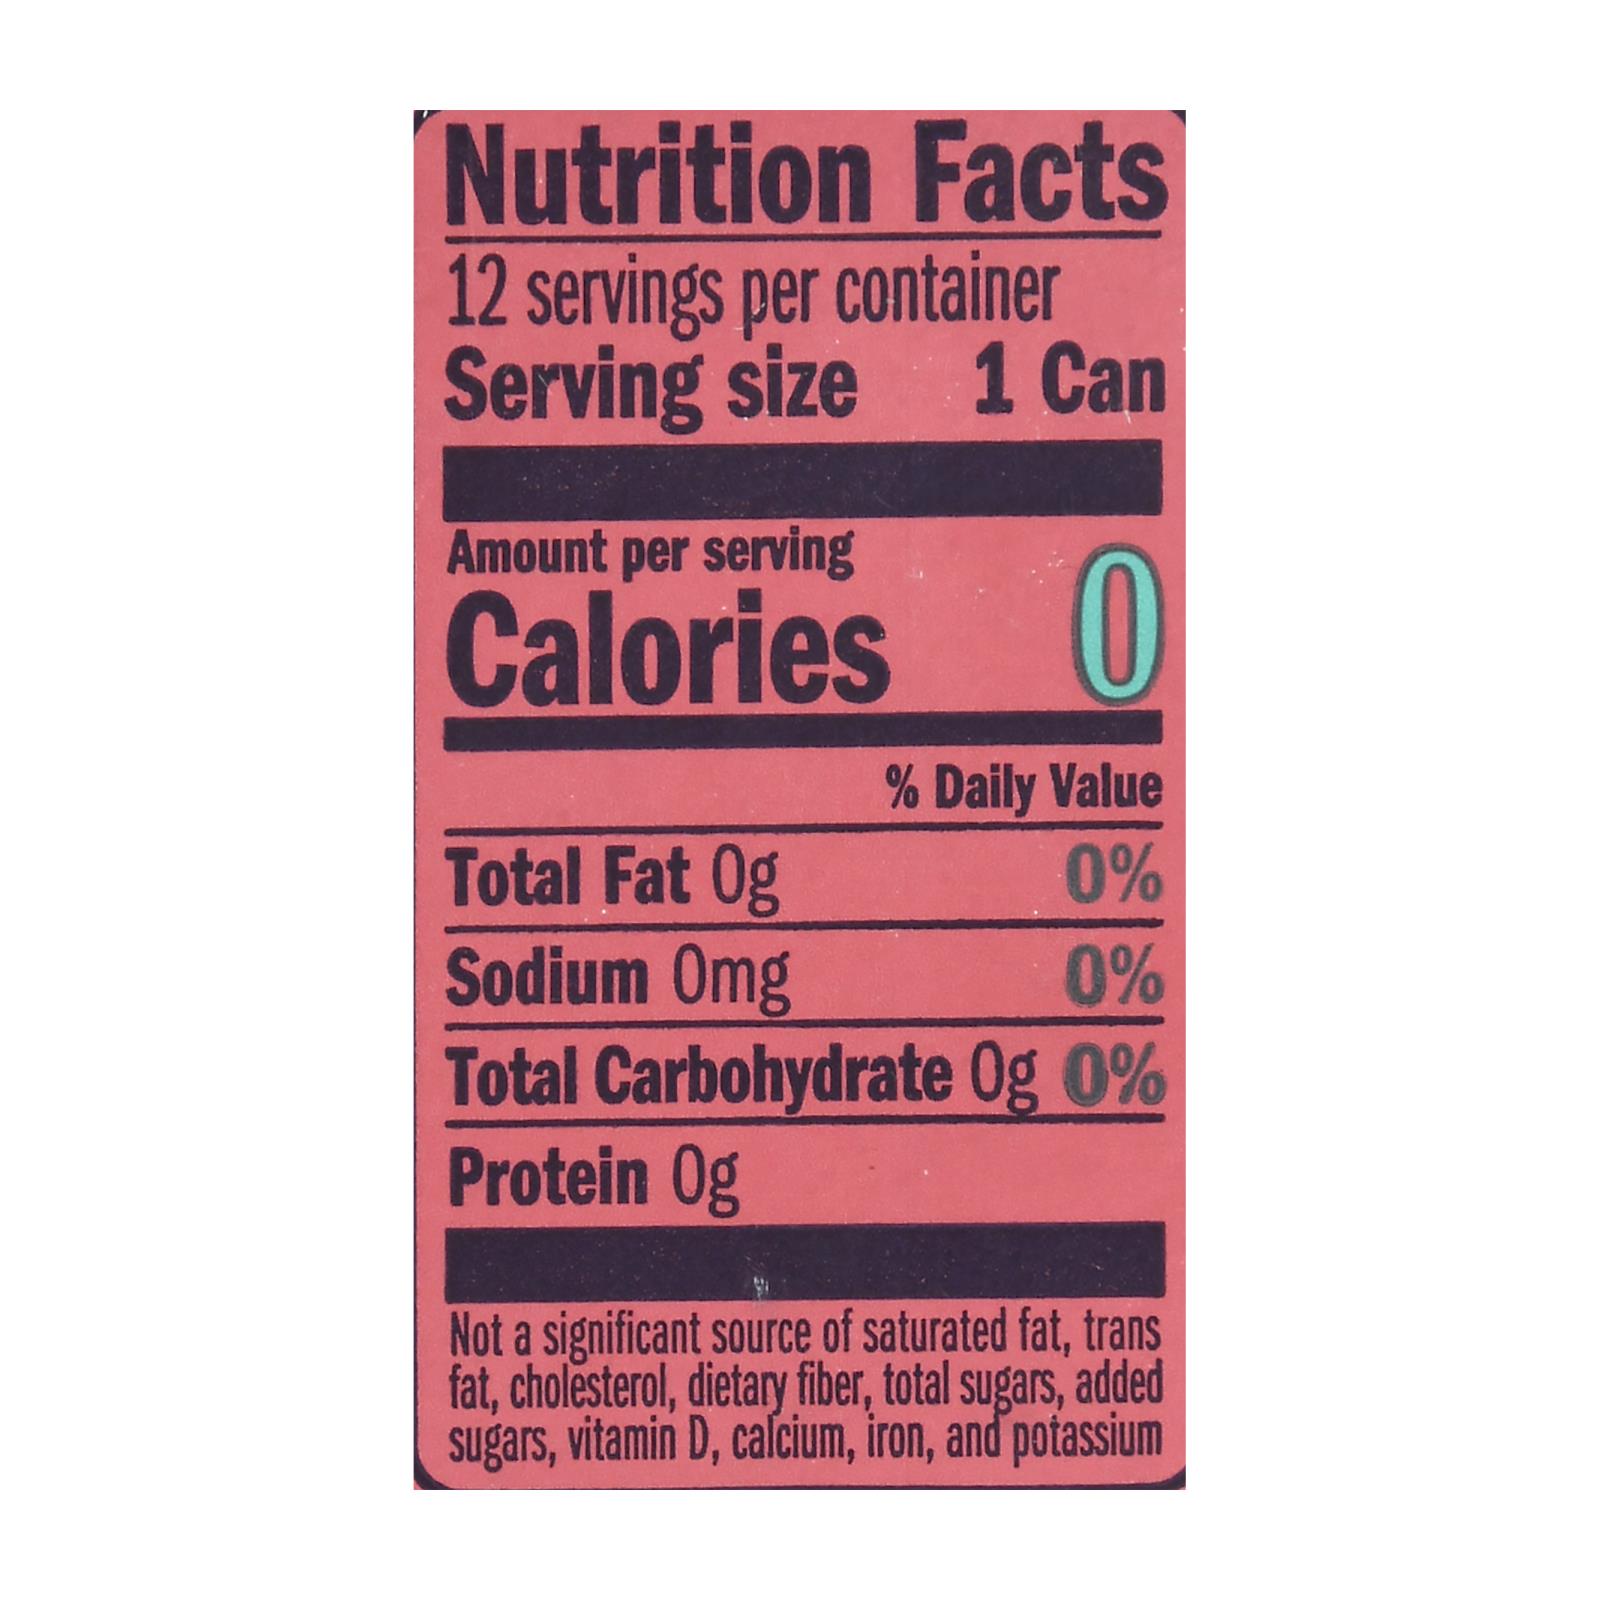 Nutrition Facts
12 servings per container
Serving size 1 Can
Amount per serving
Calories 0
% Daily Value
Total Fat 0g 0%
Sodium 0mg 0%
Total Carbohydrate 0g 0%
Protein 0g
Not a significant source of saturated fat, trans
fat, cholesterol, dietary fiber, total sugars, added
sugars, vitamin D, calcium, iron, and potassium